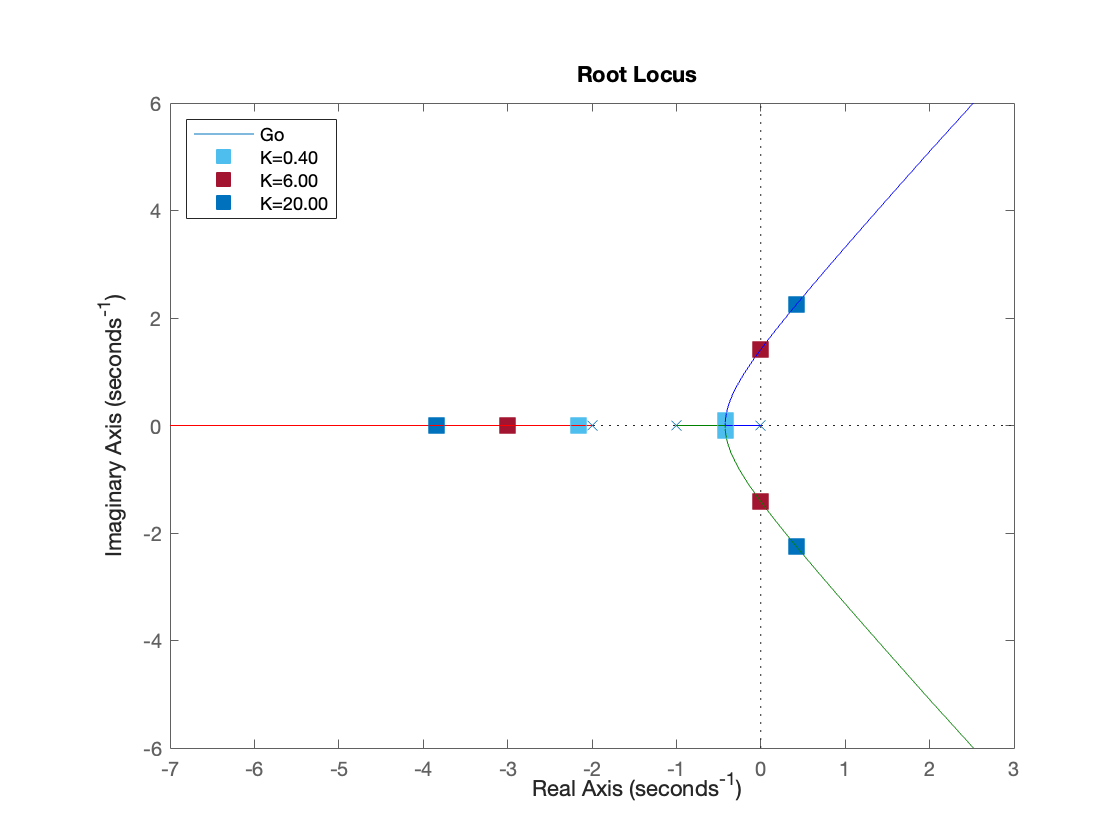 Root Locus
Go
K=0.40
K=6.00
K=20.00
6
4
2
0
-2
-4
-6
Imaginary Axis (seconds⁻¹)
-7 -6 -5 -4 -3 -2 -1 0 1 2 3
Real Axis (seconds⁻¹)